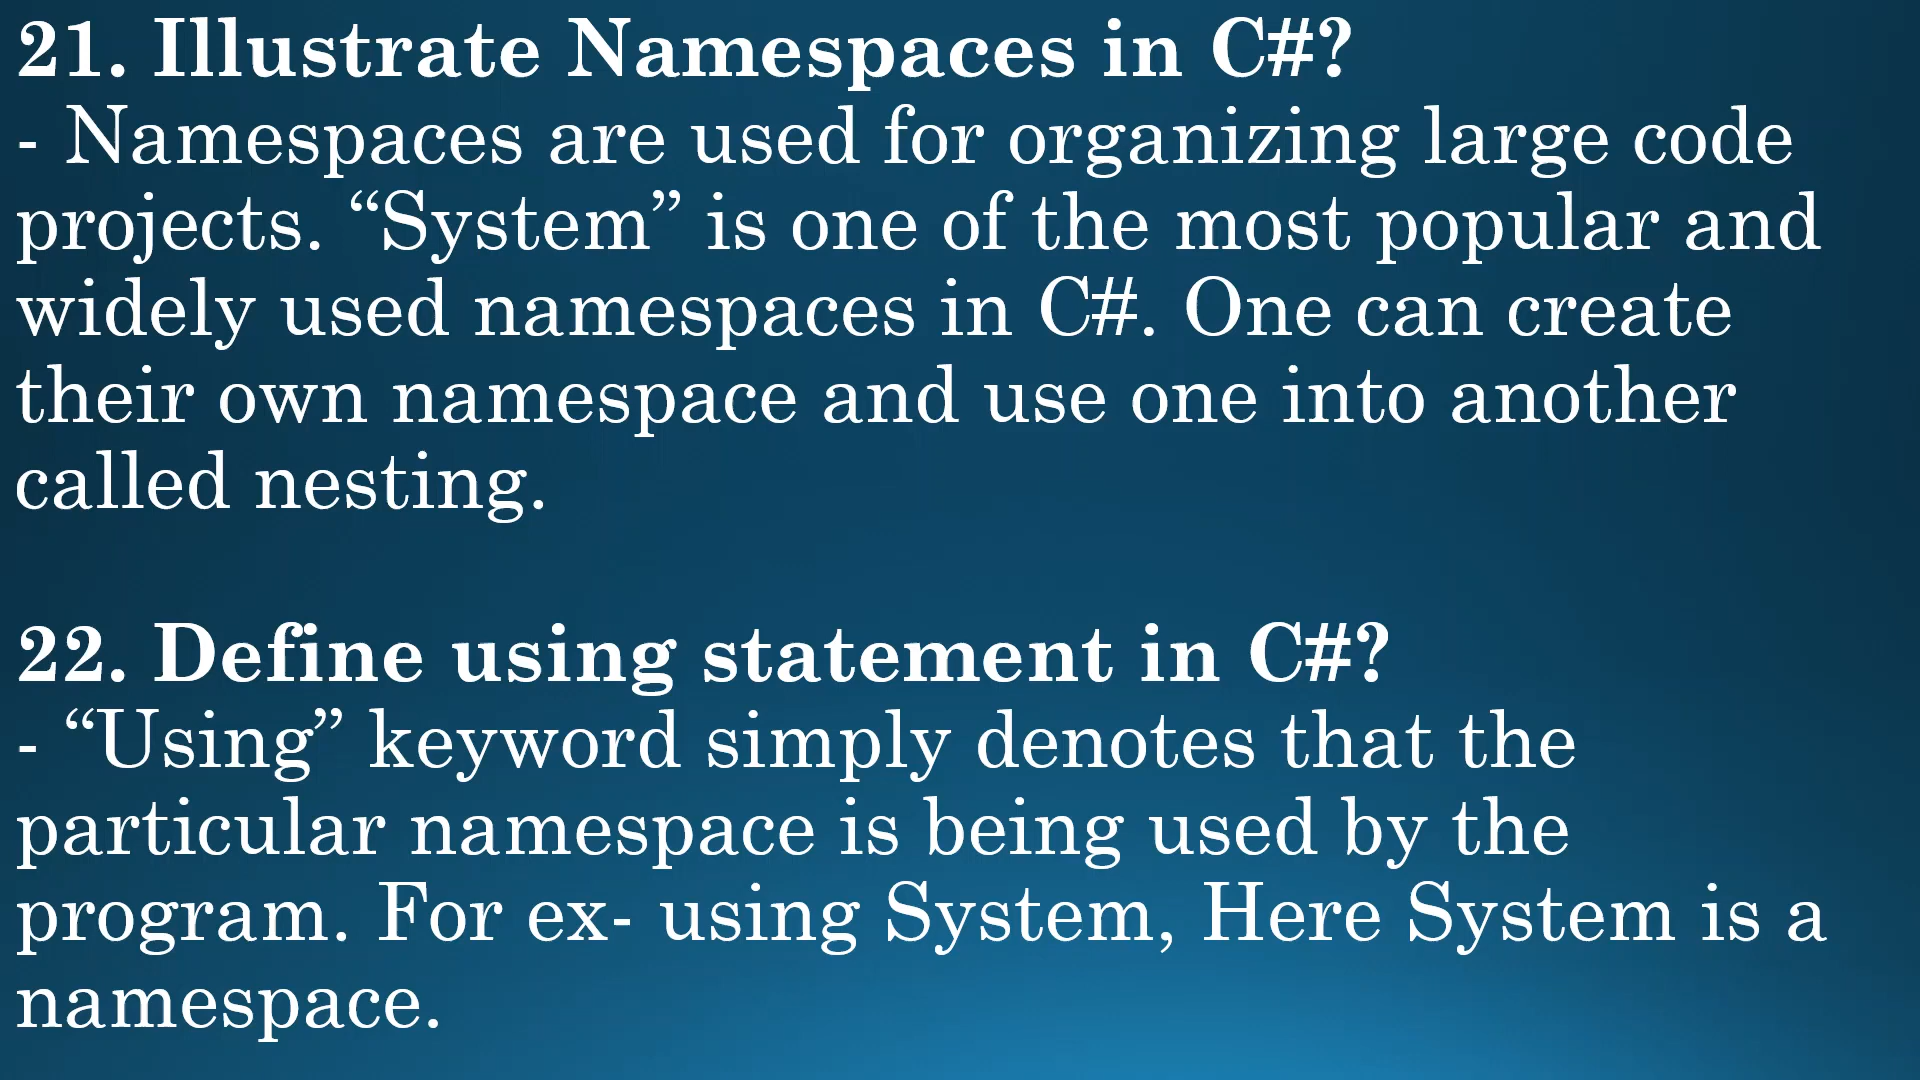 21. Illustrate Namespaces in C#?
- Namespaces are used for organizing large code
projects. “System” is one of the most popular and
widely used namespaces in C#. One can create
their own namespace and use one into another
called nesting.
22. Define using statement in C#?
- “Using” keyword simply denotes that the
particular namespace is being used by the
program. For ex- using System, Here System is a
namespace.